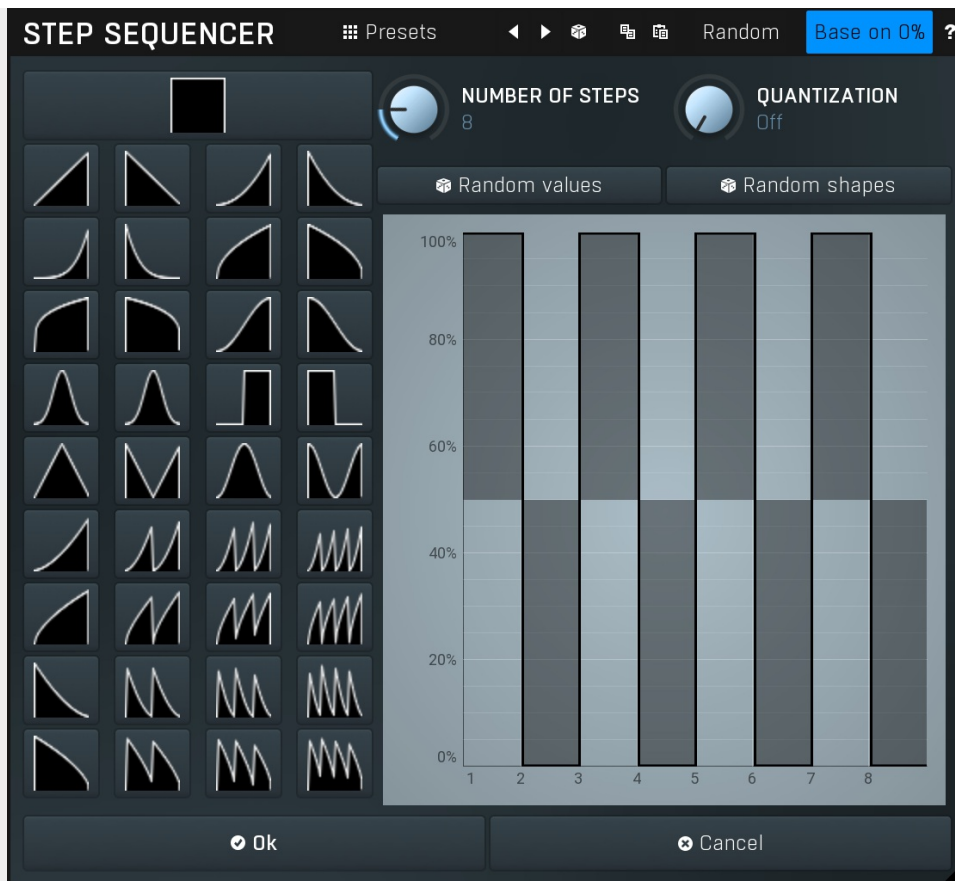 STEP SEQUENCER Presets Random Base on 0% ?
NUMBER OF STEPS QUANTIZATION
8 Off
Random values Random shapes
100%
80%
60%
40%
20%
0%
1 2 3 4 5 6 7 8
Ok Cancel